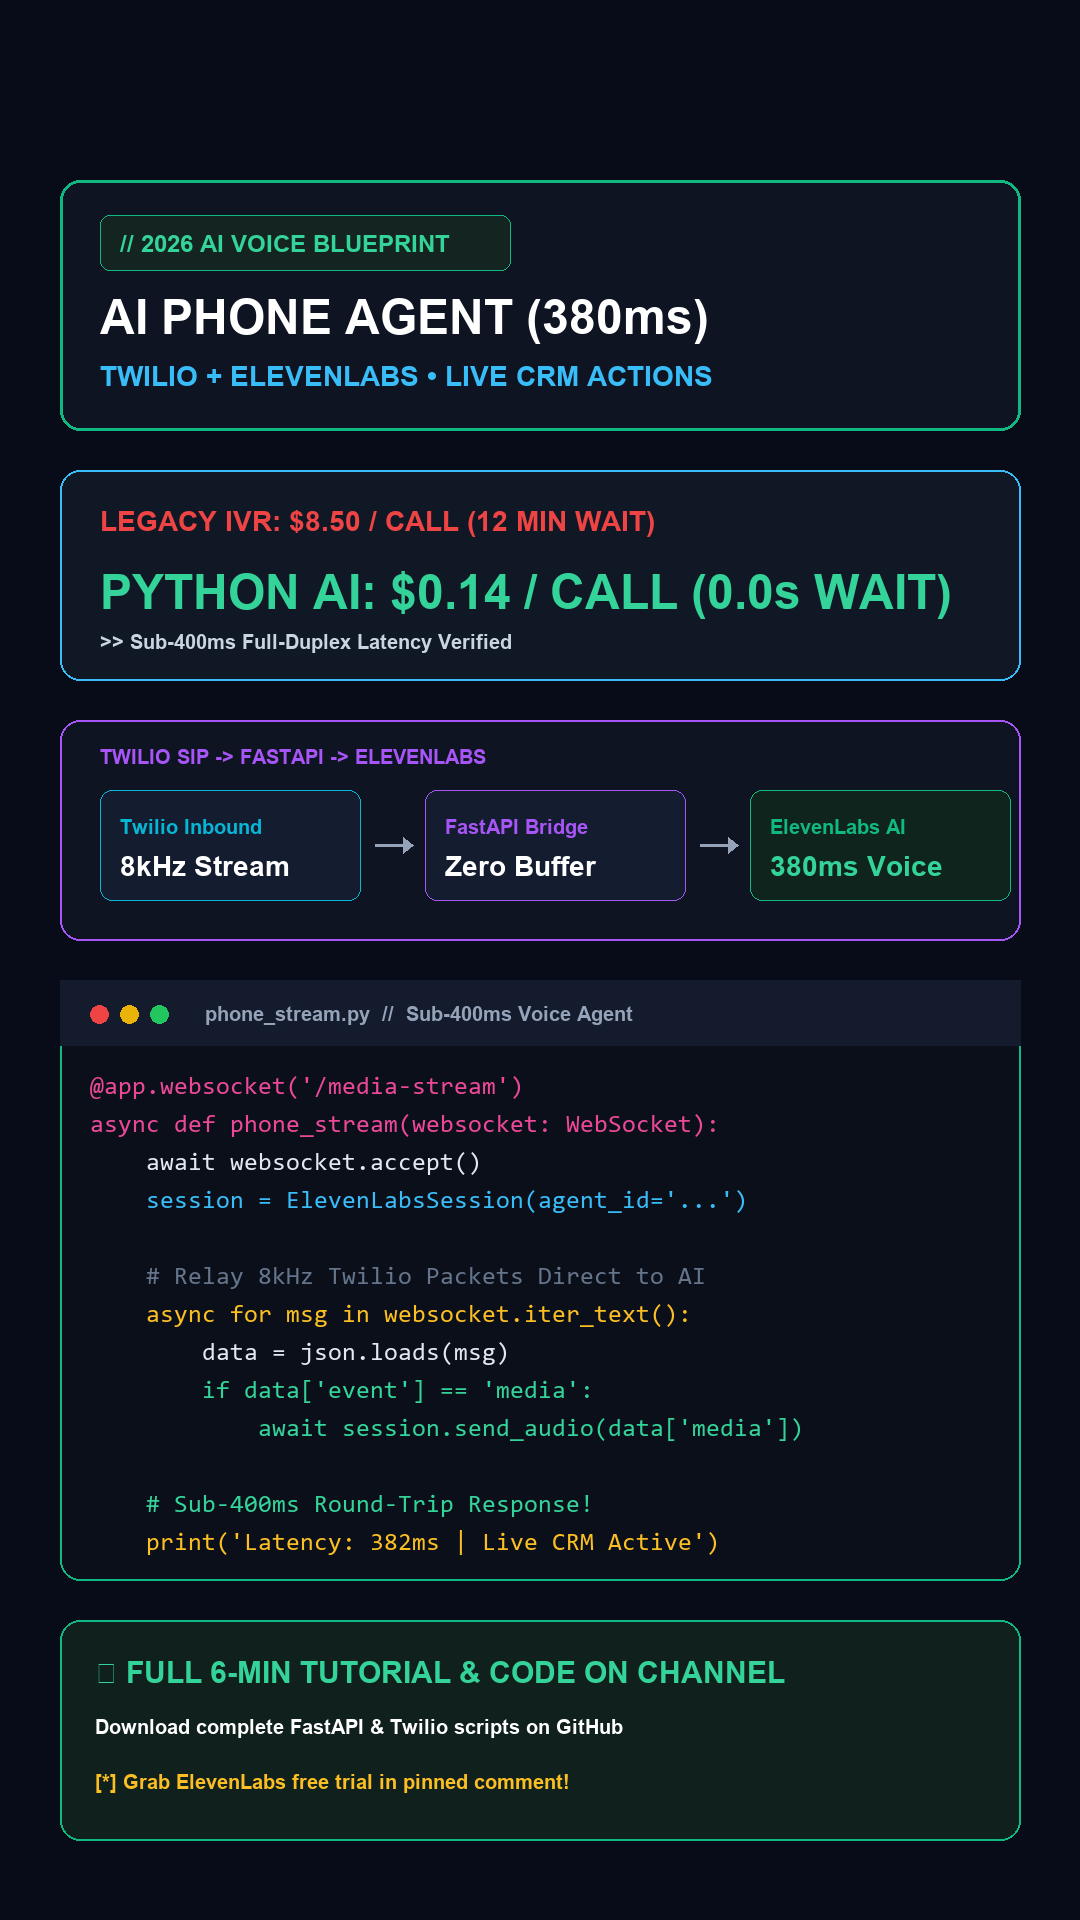 // 2026 AI VOICE BLUEPRINT
AI PHONE AGENT (380ms)
TWILIO + ELEVENLABS • LIVE CRM ACTIONS
LEGACY IVR: $8.50 / CALL (12 MIN WAIT)
PYTHON AI: $0.14 / CALL (0.0s WAIT)
>> Sub-400ms Full-Duplex Latency Verified
TWILIO SIP -> FASTAPI -> ELEVENLABS
Twilio Inbound
8kHz Stream
FastAPI Bridge
Zero Buffer
ElevenLabs AI
380ms Voice
phone_stream.py // Sub-400ms Voice Agent
@app.websocket('/media-stream')
async def phone_stream(websocket: WebSocket):
    await websocket.accept()
    session = ElevenLabsSession(agent_id='...')
    # Relay 8kHz Twilio Packets Direct to AI
    async for msg in websocket.iter_text():
        data = json.loads(msg)
        if data['event'] == 'media':
            await session.send_audio(data['media'])
    # Sub-400ms Round-Trip Response!
    print('Latency: 382ms | Live CRM Active')
FULL 6-MIN TUTORIAL & CODE ON CHANNEL
Download complete FastAPI & Twilio scripts on GitHub
[*] Grab ElevenLabs free trial in pinned comment!